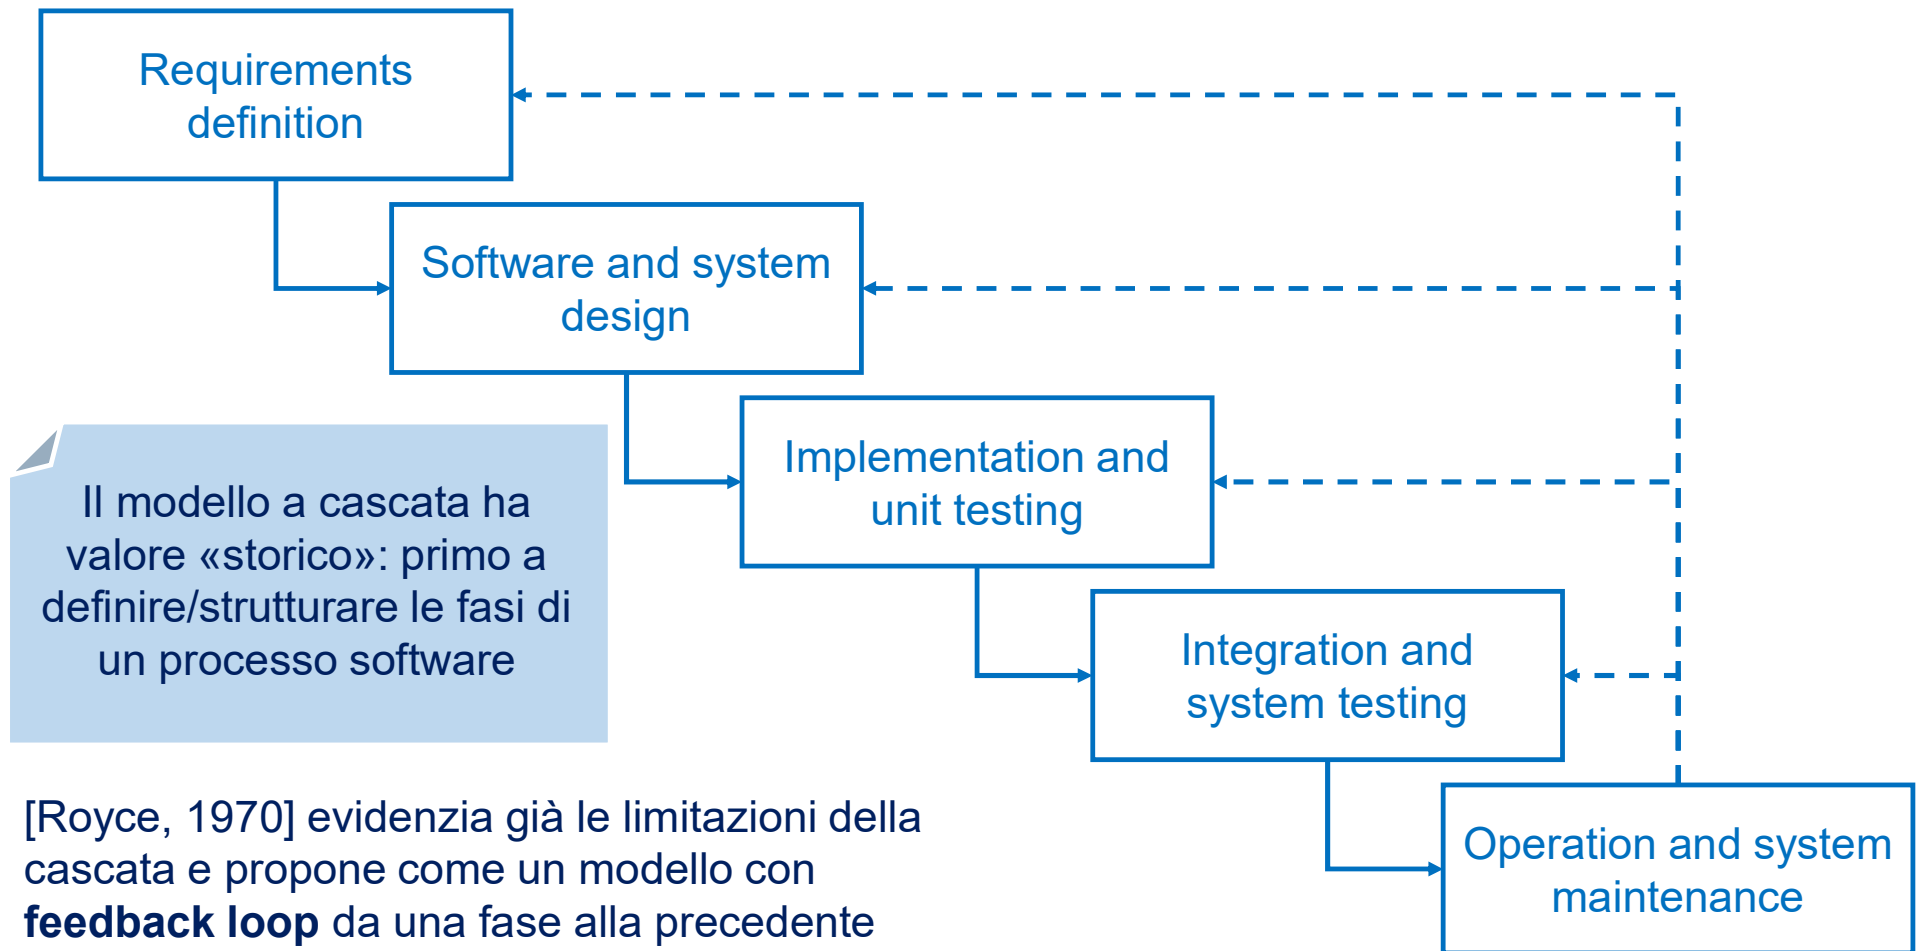 Requirements
definition
Software and system
design
Implementation and
unit testing
Il modello a cascata ha
valore «storico»: primo a
definire/strutturare le fasi di
un processo software
Integration and
system testing
[Royce, 1970] evidenzia già le limitazioni della
cascata e propone come un modello con
feedback loop da una fase alla precedente
Operation and system
maintenance